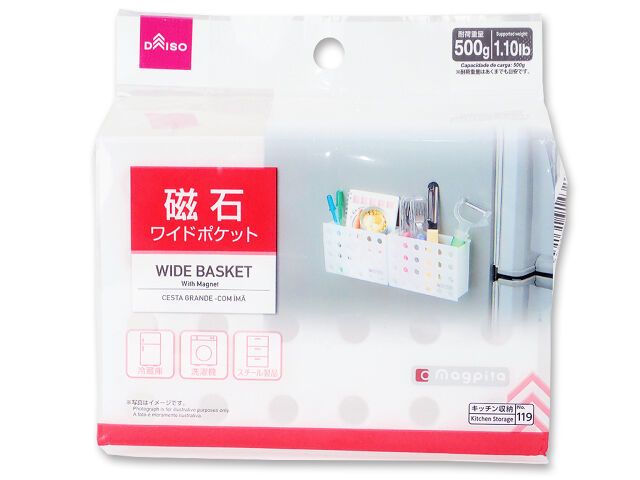 DAISO
耐荷重量
500g
Supported weight
1.10lb
Capacidade de carga: 500g
※耐荷重量はあくまでも目安です。
磁石
ワイドポケット
WIDE BASKET
With Magnet
CESTA GRANDE -COM ÍMÃ
冷蔵庫
洗濯機
スチール製品
magpita
※写真はイメージです。
Photograph is for illustrative purposes only.
A foto é meramente ilustrativa.
キッチン収納
Kitchen Storage
No.
119